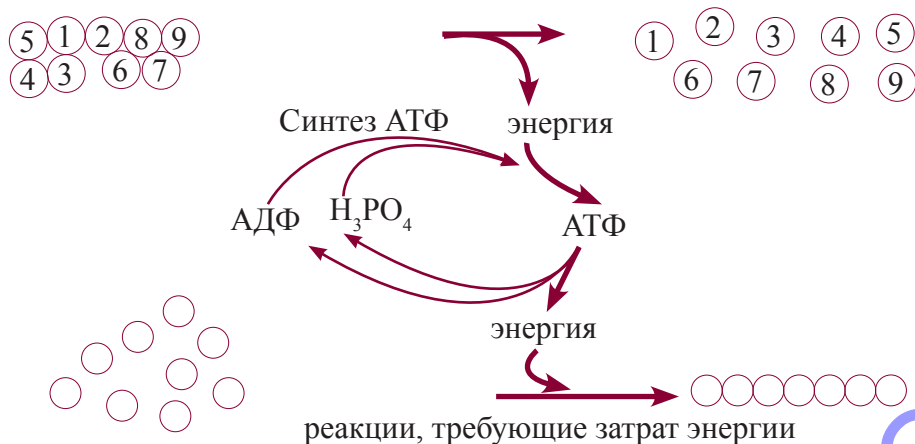 5 1 2 8 9
4 3 6 7
1 2 3 4 5
6 7 8 9
Синтез АТФ
энергия
АДФ
H₃PO₄
АТФ
энергия
реакции, требующие затрат энергии